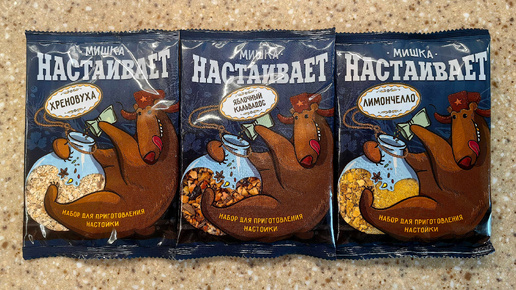 МИШКА
НАСТАИВАЕТ
ХРЕНОВУХА
НАБОР ДЛЯ ПРИГОТОВЛЕНИЯ
НАСТОЙКИ
МИШКА
НАСТАИВАЕТ
ЯБЛОЧНЫЙ
КАЛЬВАДОС
НАБОР ДЛЯ ПРИГОТОВЛЕНИЯ
НАСТОЙКИ
МИШКА
НАСТАИВАЕТ
ЛИМОНЧЕЛЛО
НАБОР ДЛЯ ПРИГОТОВЛЕНИЯ
НАСТОЙКИ